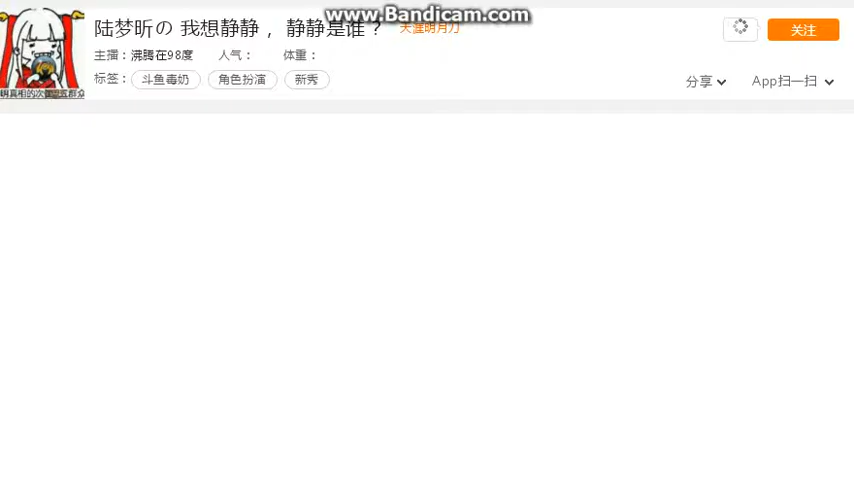 www.Bandicam.com
陆梦昕の 我想静静， 静静是谁？ 天涯明月刀
关注
主播：沸腾在98度 人气： 体重：
标签： 斗鱼毒奶 角色扮演 新秀
分享 App扫一扫